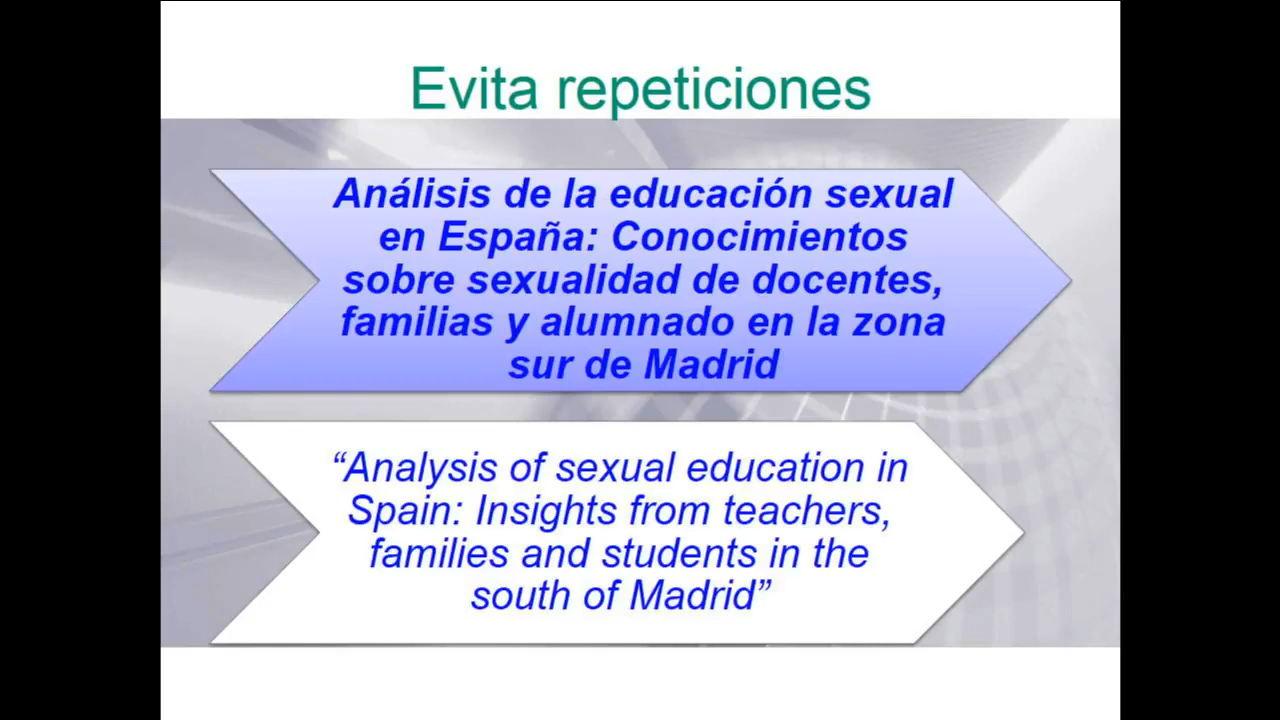 Evita repeticiones
Análisis de la educación sexual
en España: Conocimientos
sobre sexualidad de docentes,
familias y alumnado en la zona
sur de Madrid
“Analysis of sexual education in
Spain: Insights from teachers,
families and students in the
south of Madrid”